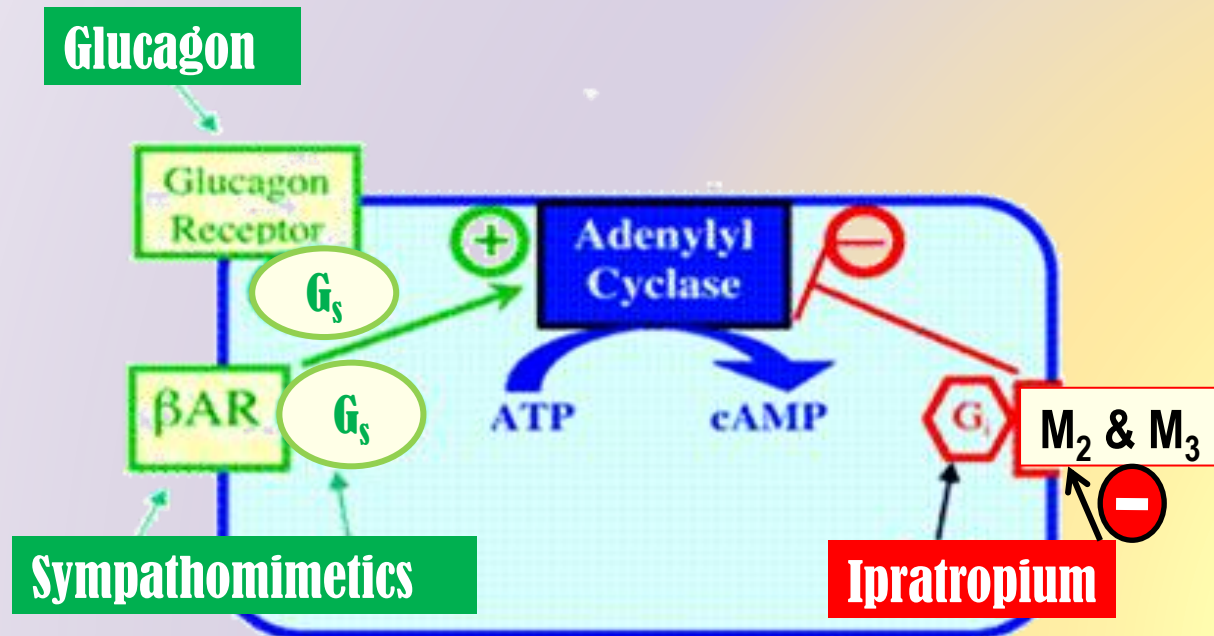 Glucagon
Glucagon
Receptor
Gs
+
Adenylyl
Cyclase
−
βAR
Gs
ATP
cAMP
Gi
M2 & M3
−
Sympathomimetics
Ipratropium